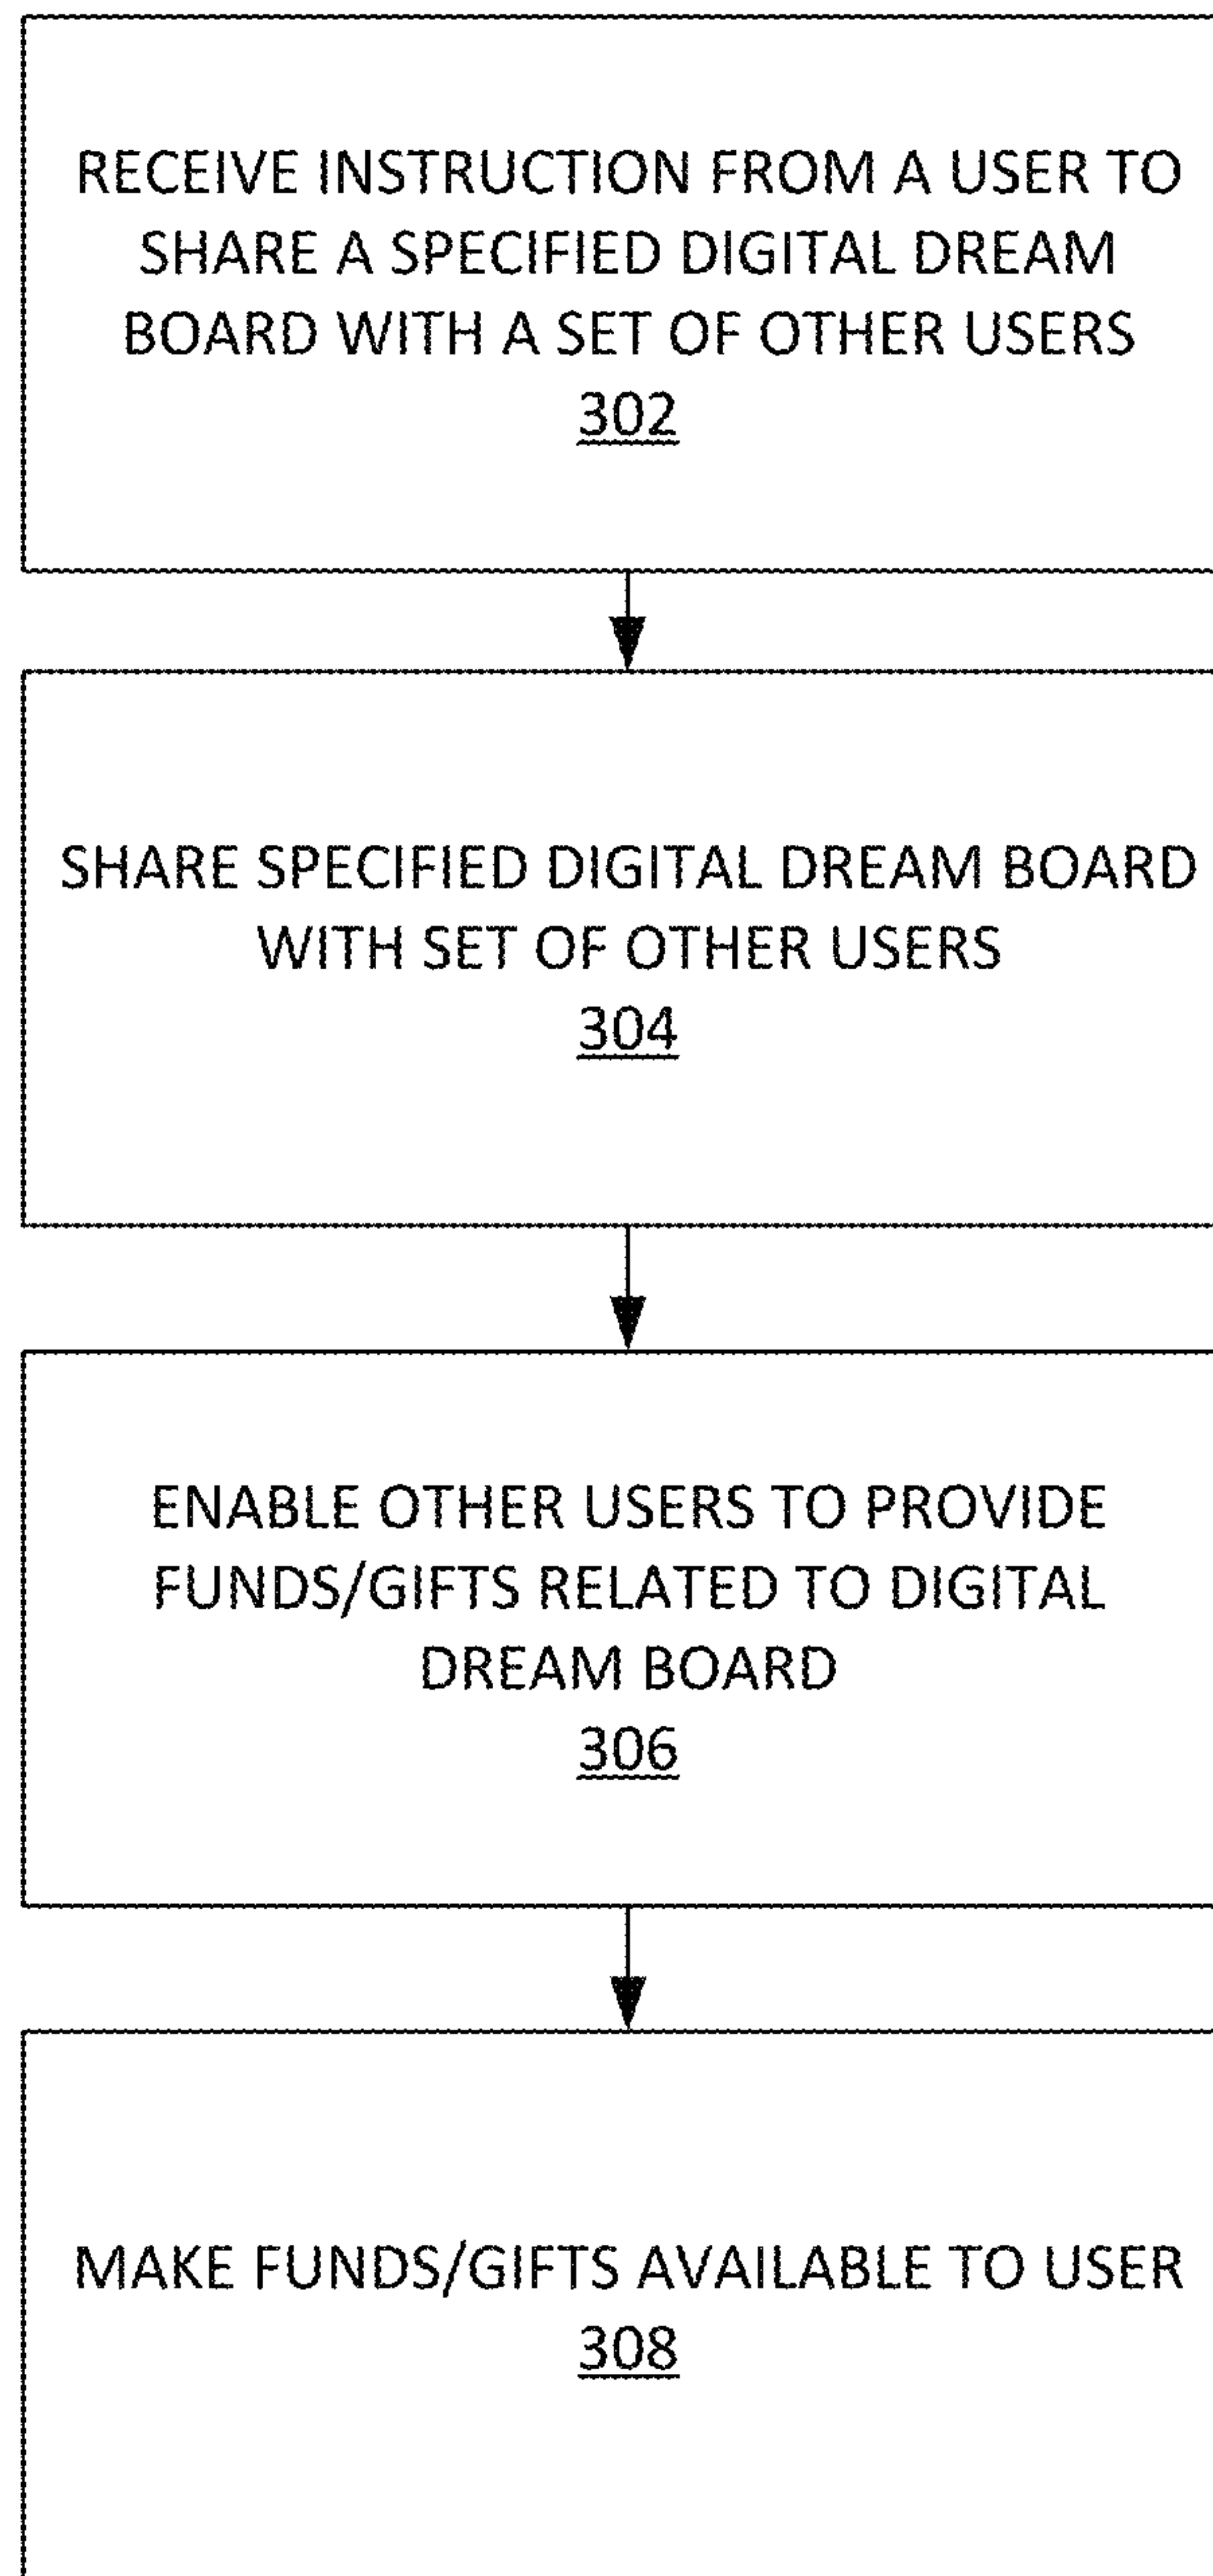 RECEIVE INSTRUCTION FROM A USER TO
SHARE A SPECIFIED DIGITAL DREAM
BOARD WITH A SET OF OTHER USERS
302
SHARE SPECIFIED DIGITAL DREAM BOARD
WITH SET OF OTHER USERS
304
ENABLE OTHER USERS TO PROVIDE
FUNDS/GIFTS RELATED TO DIGITAL
DREAM BOARD
306
MAKE FUNDS/GIFTS AVAILABLE TO USER
308